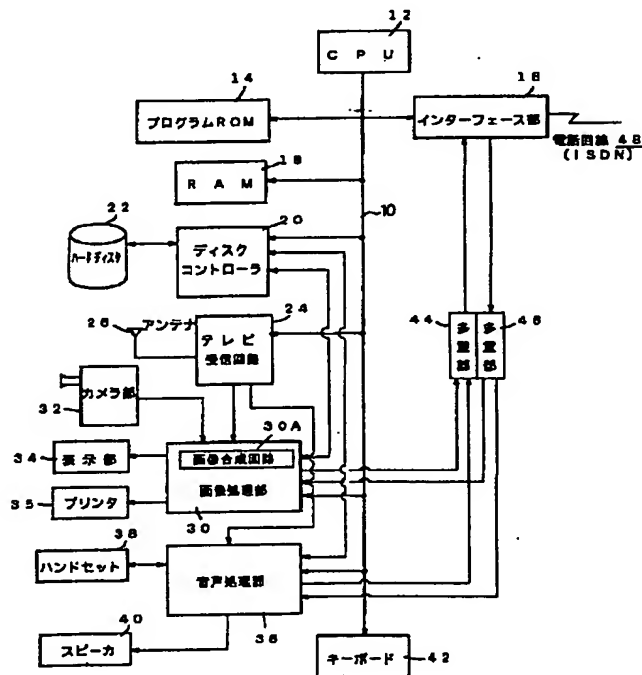 12
CPU
14
プログラムROM
16
インターフェース部
電話回線 48
(ISDN)
18
RAM
10
22
ハードディスク
20
ディスク
コントローラ
26
アンテナ
24
テレビ
受信回路
44
多重部
多重部
46
カメラ部
32
30A
画像合成回路
画像処理部
30
34
表示部
35
プリンタ
38
ハンドセット
音声処理部
36
40
スピーカ
キーボード
42